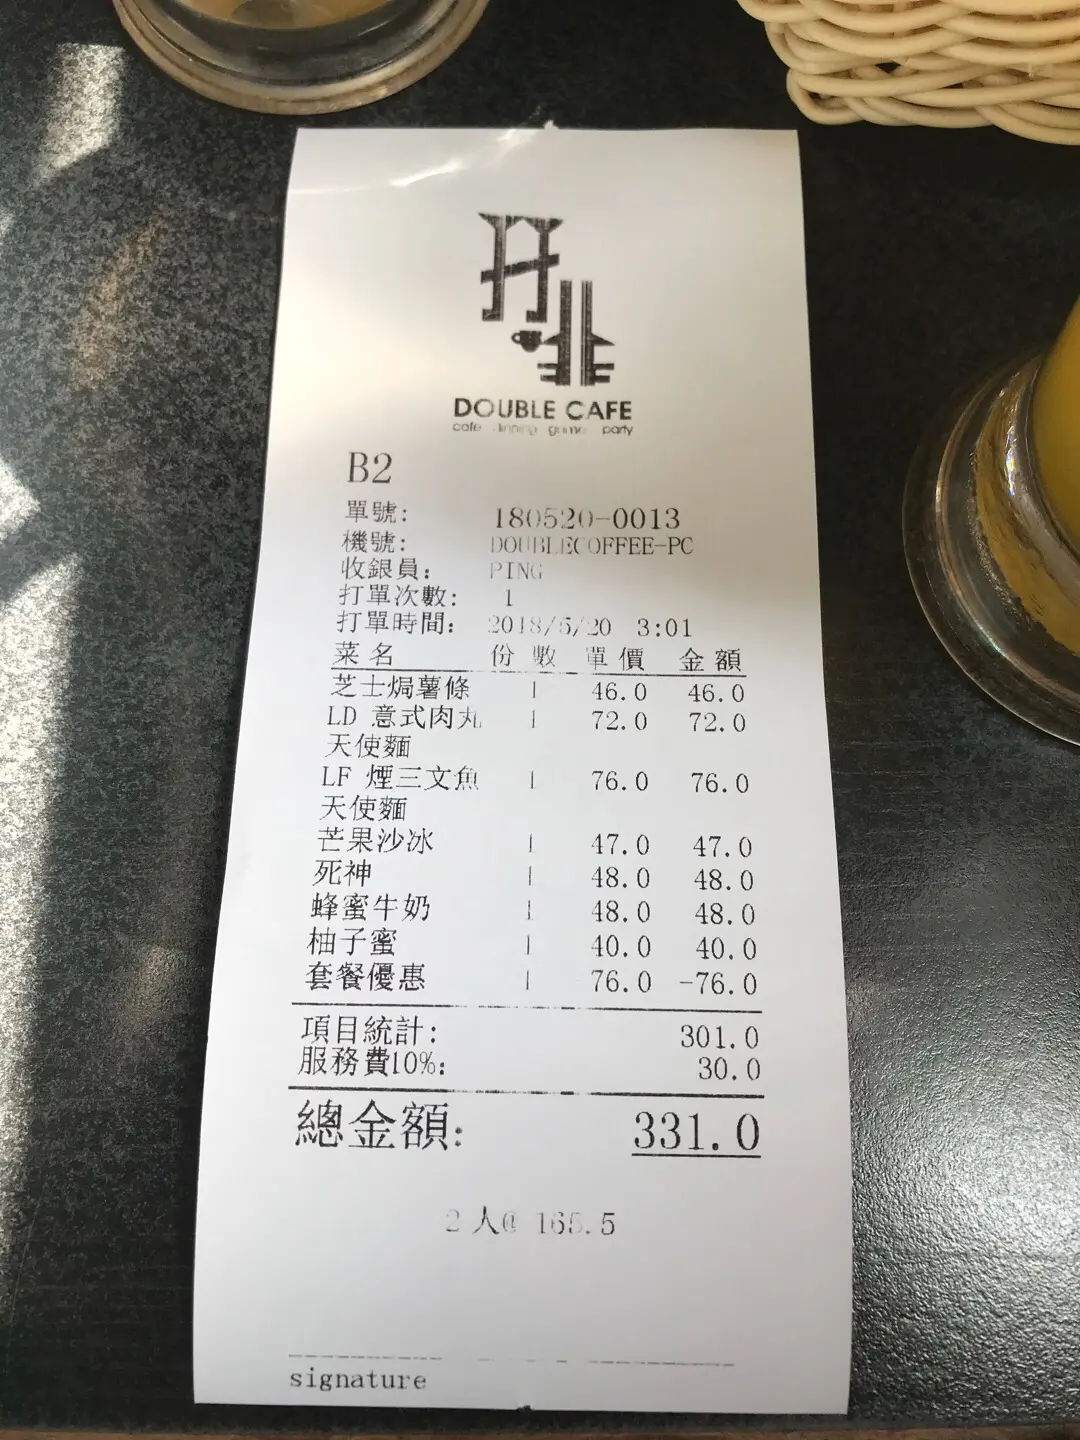 DOUBLE CAFE
cafe dinning game party
B2
單號: 180520-0013
機號: DOUBLECOFFEE-PC
收銀員: PING
打單次數: 1
打單時間: 2018/5/20 3:01
菜名 份數 單價 金額
芝士焗薯條 1 46.0 46.0
LD 意式肉丸 1 72.0 72.0
天使麵
LF 煙三文魚 1 76.0 76.0
天使麵
芒果沙冰 1 47.0 47.0
死神 1 48.0 48.0
蜂蜜牛奶 1 48.0 48.0
柚子蜜 1 40.0 40.0
套餐優惠 1 76.0 -76.0
項目統計: 301.0
服務費10%: 30.0
總金額: 331.0
2 人@ 165.5
signature